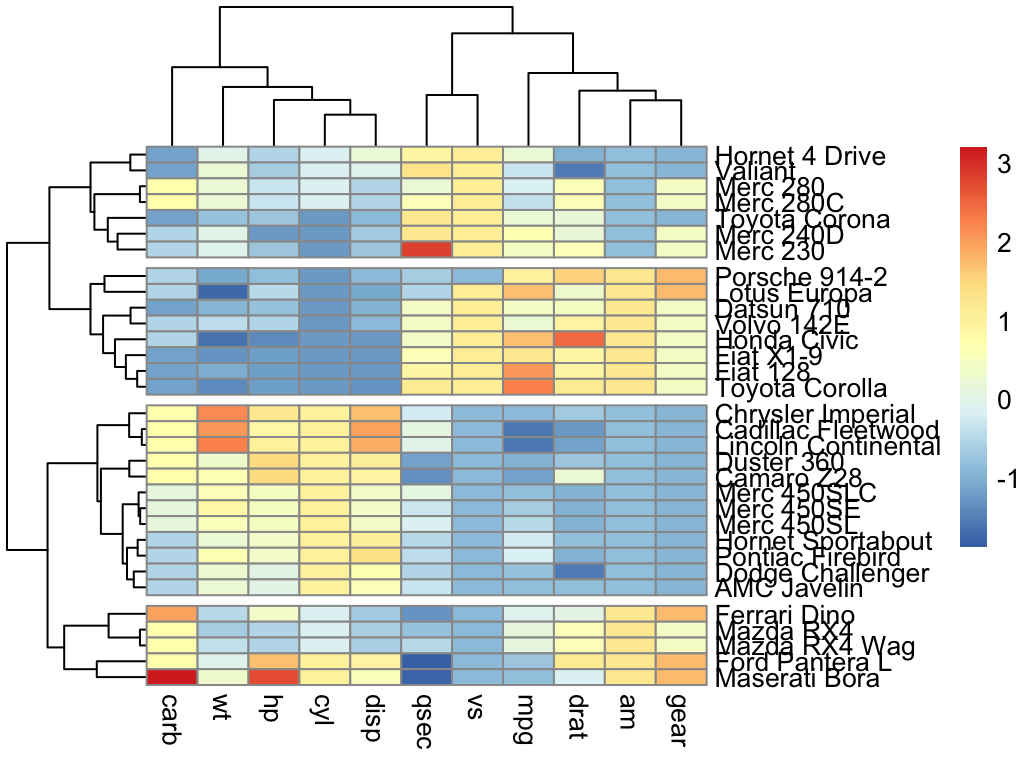 Hornet 4 Drive
Valiant
Merc 280
Merc 280C
Toyota Corona
Merc 240D
Merc 230
Porsche 914-2
Lotus Europa
Datsun 710
Volvo 142E
Honda Civic
Fiat X1-9
Fiat 128
Toyota Corolla
Chrysler Imperial
Cadillac Fleetwood
Lincoln Continental
Duster 360
Camaro Z28
Merc 450SLC
Merc 450SE
Merc 450SL
Hornet Sportabout
Pontiac Firebird
Dodge Challenger
AMC Javelin
Ferrari Dino
Mazda RX4
Mazda RX4 Wag
Ford Pantera L
Maserati Bora
carb
wt
hp
cyl
disp
qsec
vs
mpg
drat
am
gear
3
2
1
0
-1